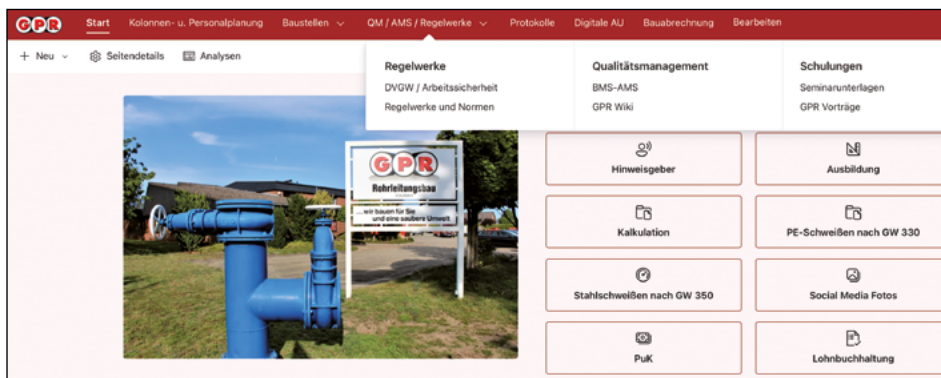 GPR Start Kolonnen- u. Personalplanung Baustellen QM / AMS / Regelwerke Protokolle Digitale AU Bauabrechnung Bearbeiten
+ Neu Seitendetails Analysen
Regelwerke
DVGW / Arbeitssicherheit
Regelwerke und Normen
Qualitätsmanagement
BMS-AMS
GPR Wiki
Schulungen
Seminarunterlagen
GPR Vorträge
GPR
Rohrleitungsbau
...wir bauen für Sie
und eine saubere Umwelt
Hinweisgeber
Ausbildung
Kalkulation
PE-Schweißen nach GW 330
Stahlschweißen nach GW 350
Social Media Fotos
PuK
Lohnbuchhaltung